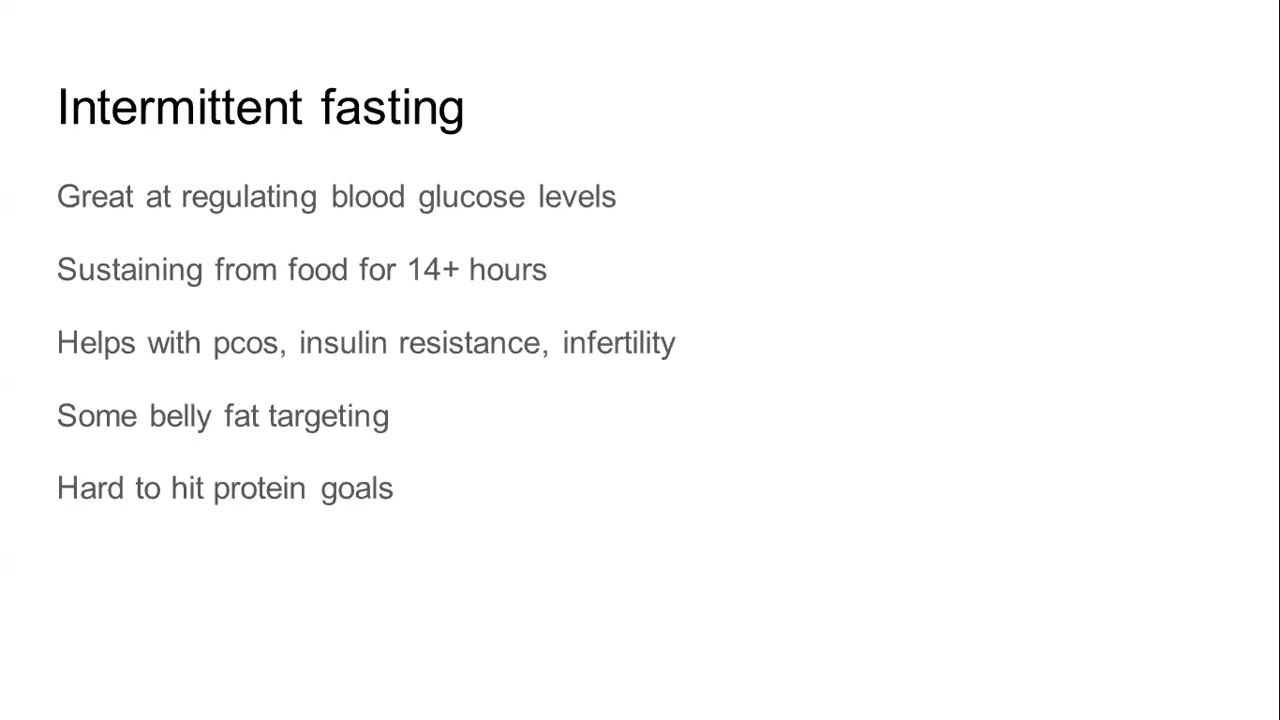 Intermittent fasting
Great at regulating blood glucose levels
Sustaining from food for 14+ hours
Helps with pcos, insulin resistance, infertility
Some belly fat targeting
Hard to hit protein goals